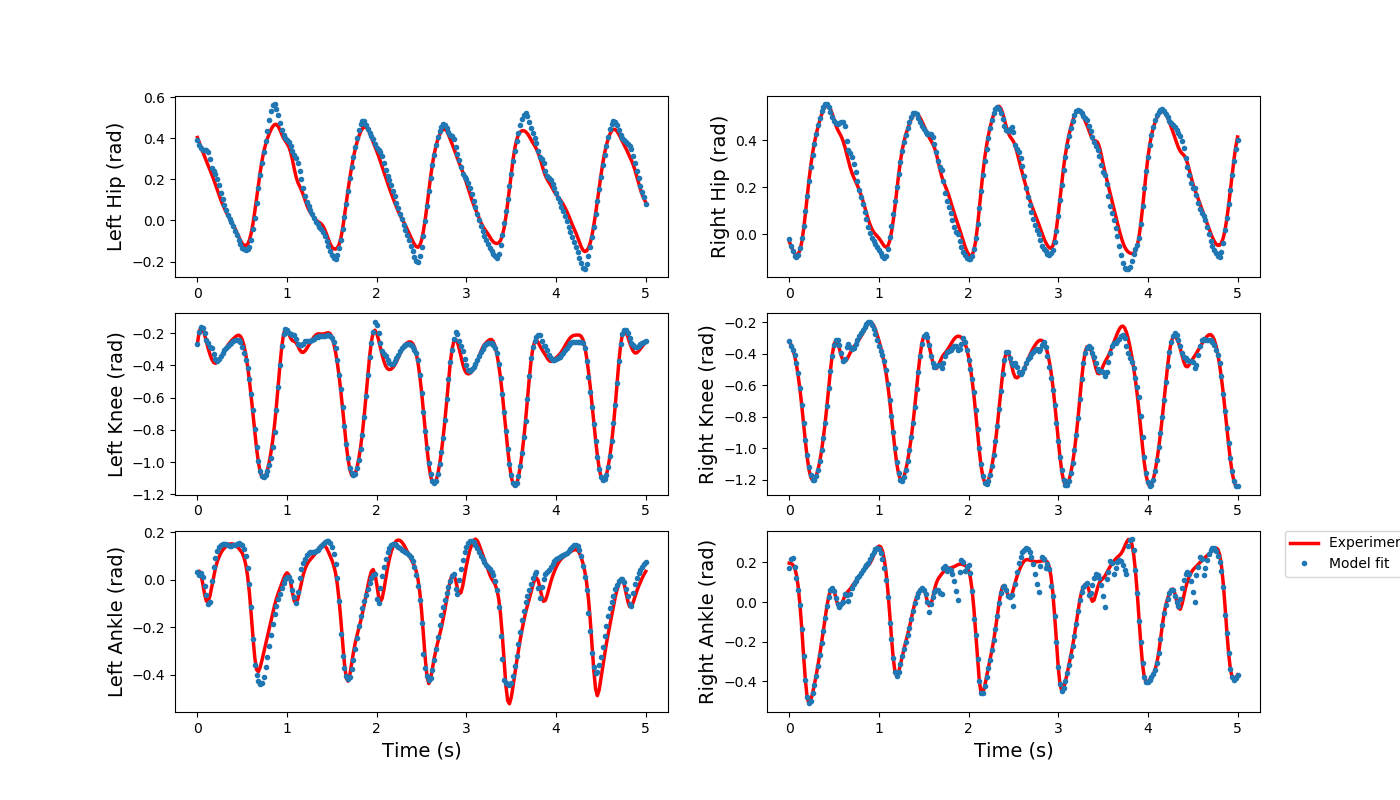 Left Hip (rad)
0.6
0.4
0.2
0.0
−0.2
0 1 2 3 4 5
Right Hip (rad)
0.4
0.2
0.0
0 1 2 3 4 5
Left Knee (rad)
−0.2
−0.4
−0.6
−0.8
−1.0
−1.2
0 1 2 3 4 5
Right Knee (rad)
−0.2
−0.4
−0.6
−0.8
−1.0
−1.2
0 1 2 3 4 5
Left Ankle (rad)
0.2
0.0
−0.2
−0.4
0 1 2 3 4 5
Time (s)
Right Ankle (rad)
0.2
0.0
−0.2
−0.4
0 1 2 3 4 5
Time (s)
Experimer
Model fit